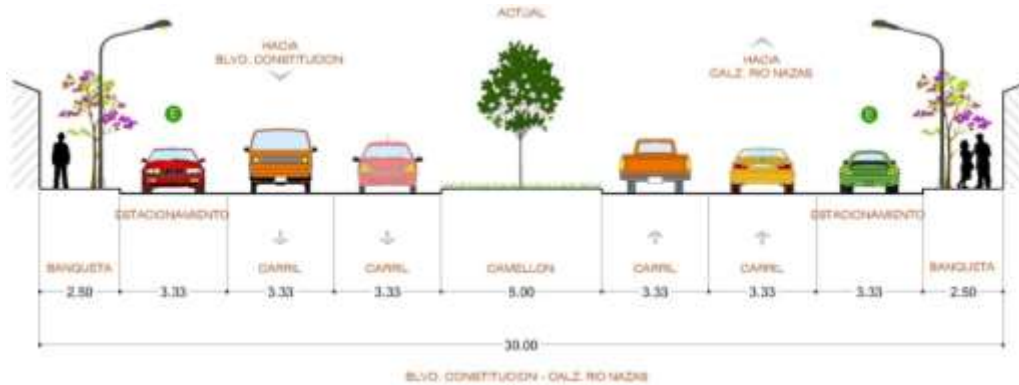 ACTUAL
HACIA
BLVD. CONSTITUCION
HACIA
CALZ. RIO NAZAS
E
E
ESTACIONAMIENTO
ESTACIONAMIENTO
BANQUETA
CARRIL
CARRIL
CAMELLON
CARRIL
CARRIL
BANQUETA
2.50
3.33
3.33
3.33
5.00
3.33
3.33
3.33
2.50
30.00
BLVD. CONSTITUCION - CALZ. RIO NAZAS